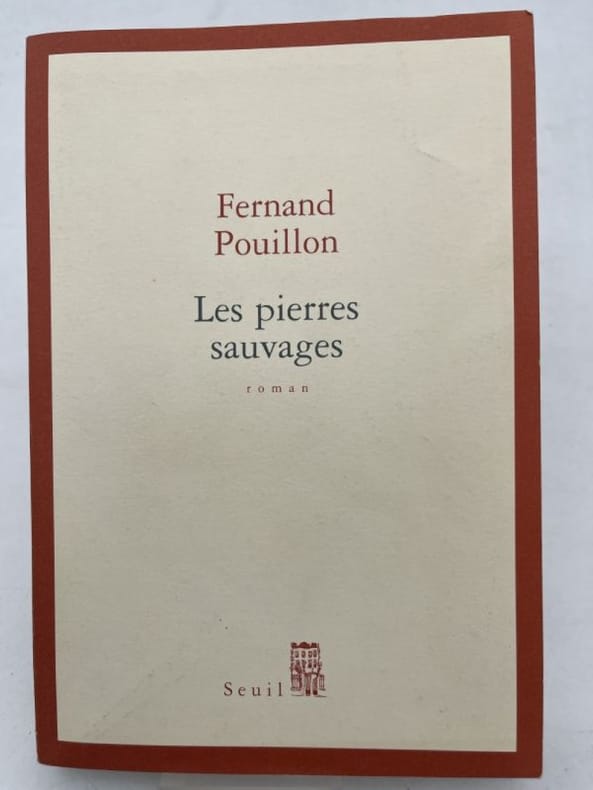 Fernand
Pouillon
Les pierres
sauvages
roman
Seuil